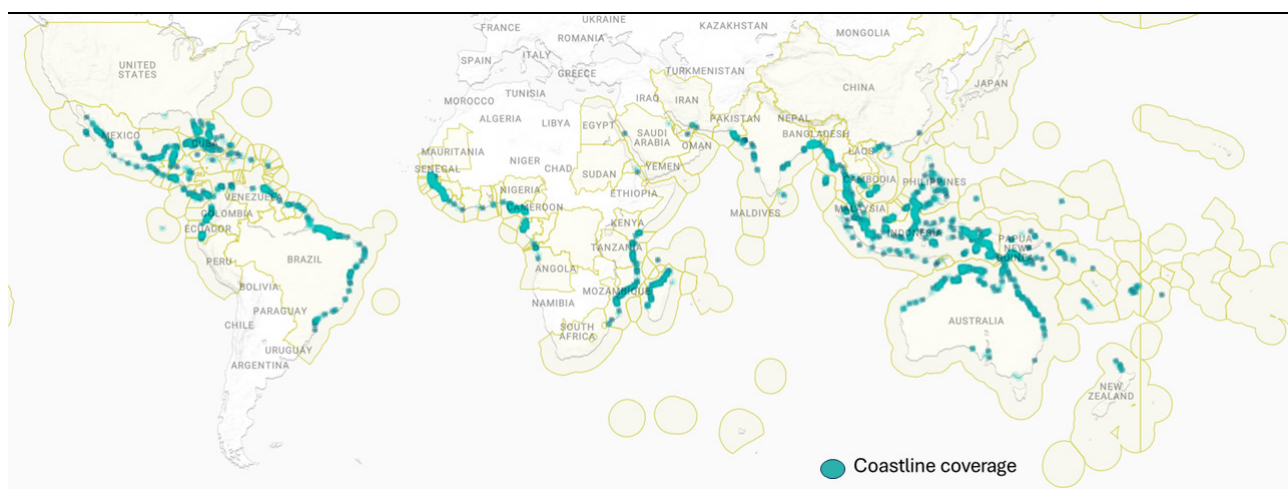 UKRAINE
KAZAKHSTAN
FRANCE
ROMANIA
MONGOLIA
ITALY
SPAIN
GREECE
TURKMENISTAN
UNITED
STATES
TUNISIA
JAPAN
CHINA
MOROCCO
IRAQ
IRAN
ALGERIA
LIBYA
EGYPT
PAKISTAN
NEPAL
SAUDI
ARABIA
BANGLADESH
MEXICO
OMAN
CUBA
LAOS
MAURITANIA
NIGER
CHAD
SUDAN
YEMEN
SENEGAL
CAMBODIA
PHILIPPINES
NIGERIA
ETHIOPIA
VENEZUE
CAMEROON
MALAYSIA
COLOMBIA
MALDIVES
KENYA
ECUADOR
INDONESIA
TANZANIA
PAPUA
NEW
GUINEA
PERU
BRAZIL
ANGOLA
BOLIVIA
MOZAMBIQUE
NAMIBIA
PARAGUAY
AUSTRALIA
CHILE
SOUTH
AFRICA
URUGUAY
ARGENTINA
NEW
ZEALAND
Coastline coverage